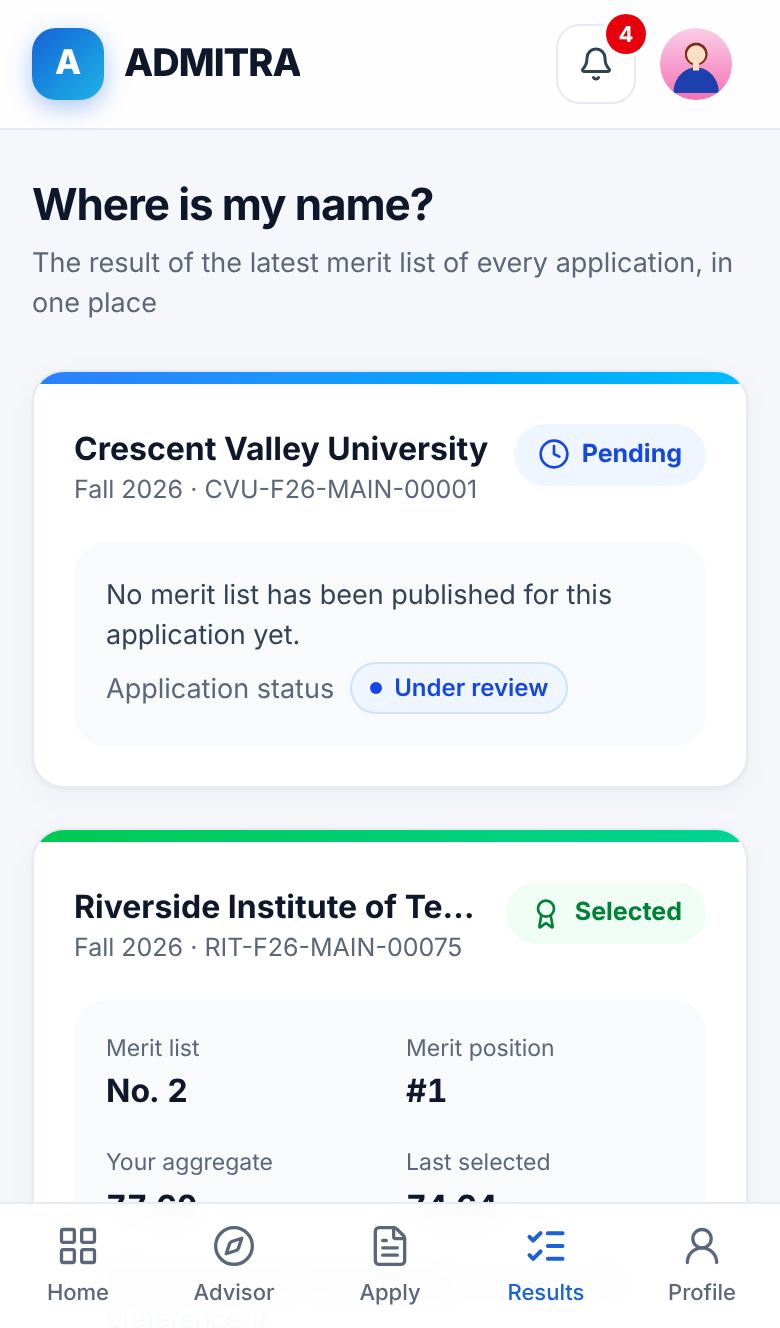 A ADMITRA 4
Where is my name?
The result of the latest merit list of every application, in
one place
Crescent Valley University
Pending
Fall 2026 · CVU-F26-MAIN-00001
No merit list has been published for this
application yet.
Application status Under review
Riverside Institute of Te...
Selected
Fall 2026 · RIT-F26-MAIN-00075
Merit list Merit position
No. 2 #1
Your aggregate Last selected
Home Advisor Apply Results Profile